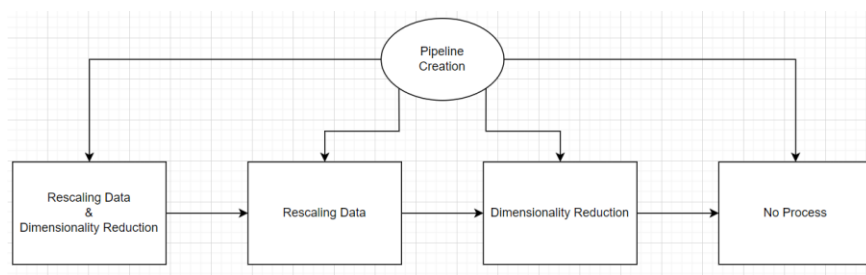 Pipeline
Creation
Rescaling Data
&
Dimensionality Reduction
Rescaling Data
Dimensionality Reduction
No Process